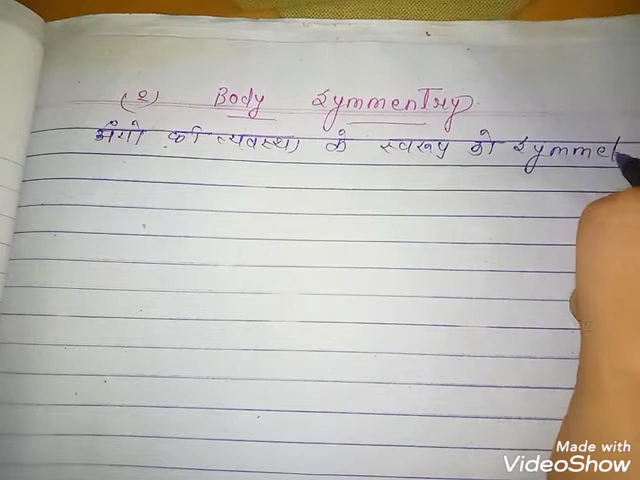 (2) Body Symmentry
अंगो की व्यवस्था के स्वरूप को Symmet
Made with
VideoShow